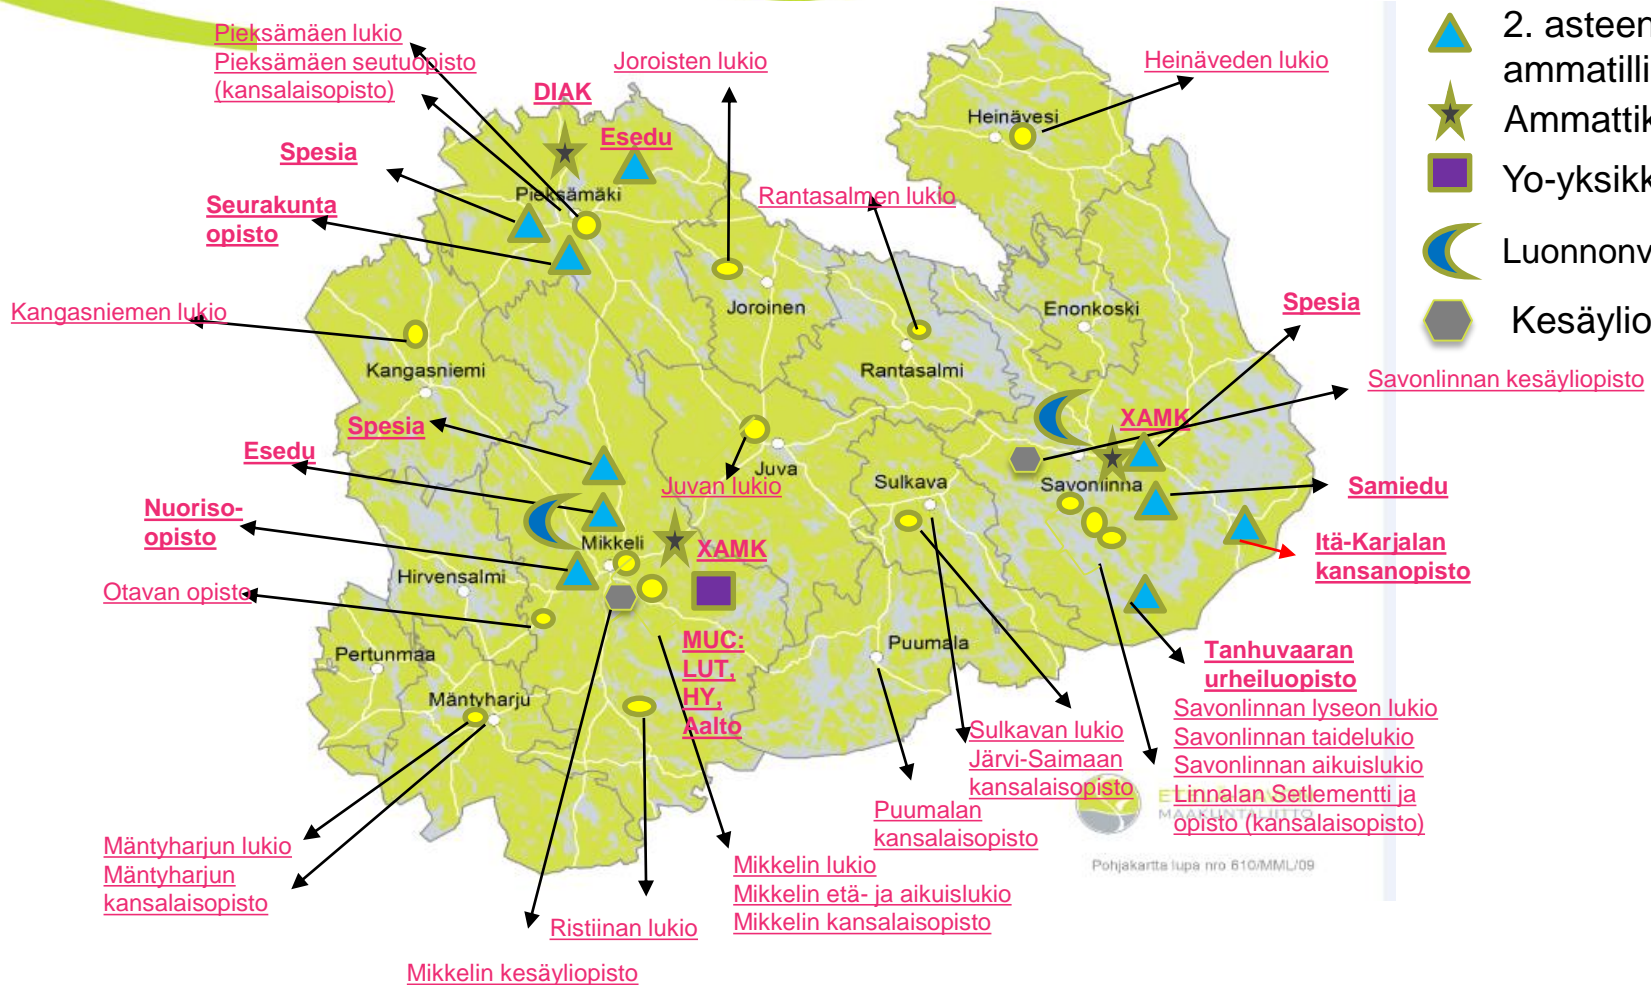 Pieksämäen lukio
Pieksämäen seutuopisto
(kansalaisopisto)
Joroisten lukio
Heinäveden lukio
2. asteen
ammatilli
Ammattik
Yo-yksikk
Luonnonv
Kesäylio
DIAK
Esedu
Spesia
Heinävesi
Pieksämäki
Rantasalmen lukio
Seurakunta
opisto
Kangasniemen lukio
Joroinen
Enonkoski
Spesia
Kangasniemi
Rantasalmi
Savonlinnan kesäyliopisto
Spesia
XAMK
Esedu
Juva
Juvan lukio
Sulkava
Savonlinna
Samiedu
Nuoriso-
opisto
Mikkeli
XAMK
Itä-Karjalan
kansanopisto
Hirvensalmi
Otavan opisto
MUC:
LUT,
HY,
Aalto
Puumala
Pertunmaa
Mäntyharju
Tanhuvaaran
urheiluopisto
Savonlinnan lyseon lukio
Savonlinnan taidelukio
Savonlinnan aikuislukio
Linnalan Setlementti ja
opisto (kansalaisopisto)
Sulkavan lukio
Järvi-Saimaan
kansalaisopisto
MAAKUNTALIITTO
Puumalan
kansalaisopisto
Pohjakartta lupa nro 610/MML/09
Mäntyharjun lukio
Mäntyharjun
kansalaisopisto
Mikkelin lukio
Mikkelin etä- ja aikuislukio
Mikkelin kansalaisopisto
Ristiinan lukio
Mikkelin kesäyliopisto